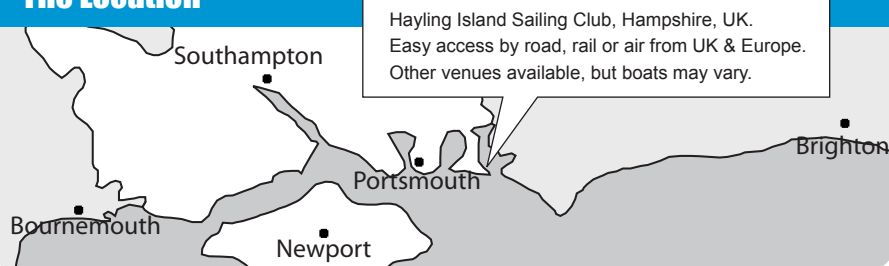 The Location
Hayling Island Sailing Club, Hampshire, UK.
Easy access by road, rail or air from UK & Europe.
Other venues available, but boats may vary.
Southampton
Brighton
Portsmouth
Bournemouth
Newport